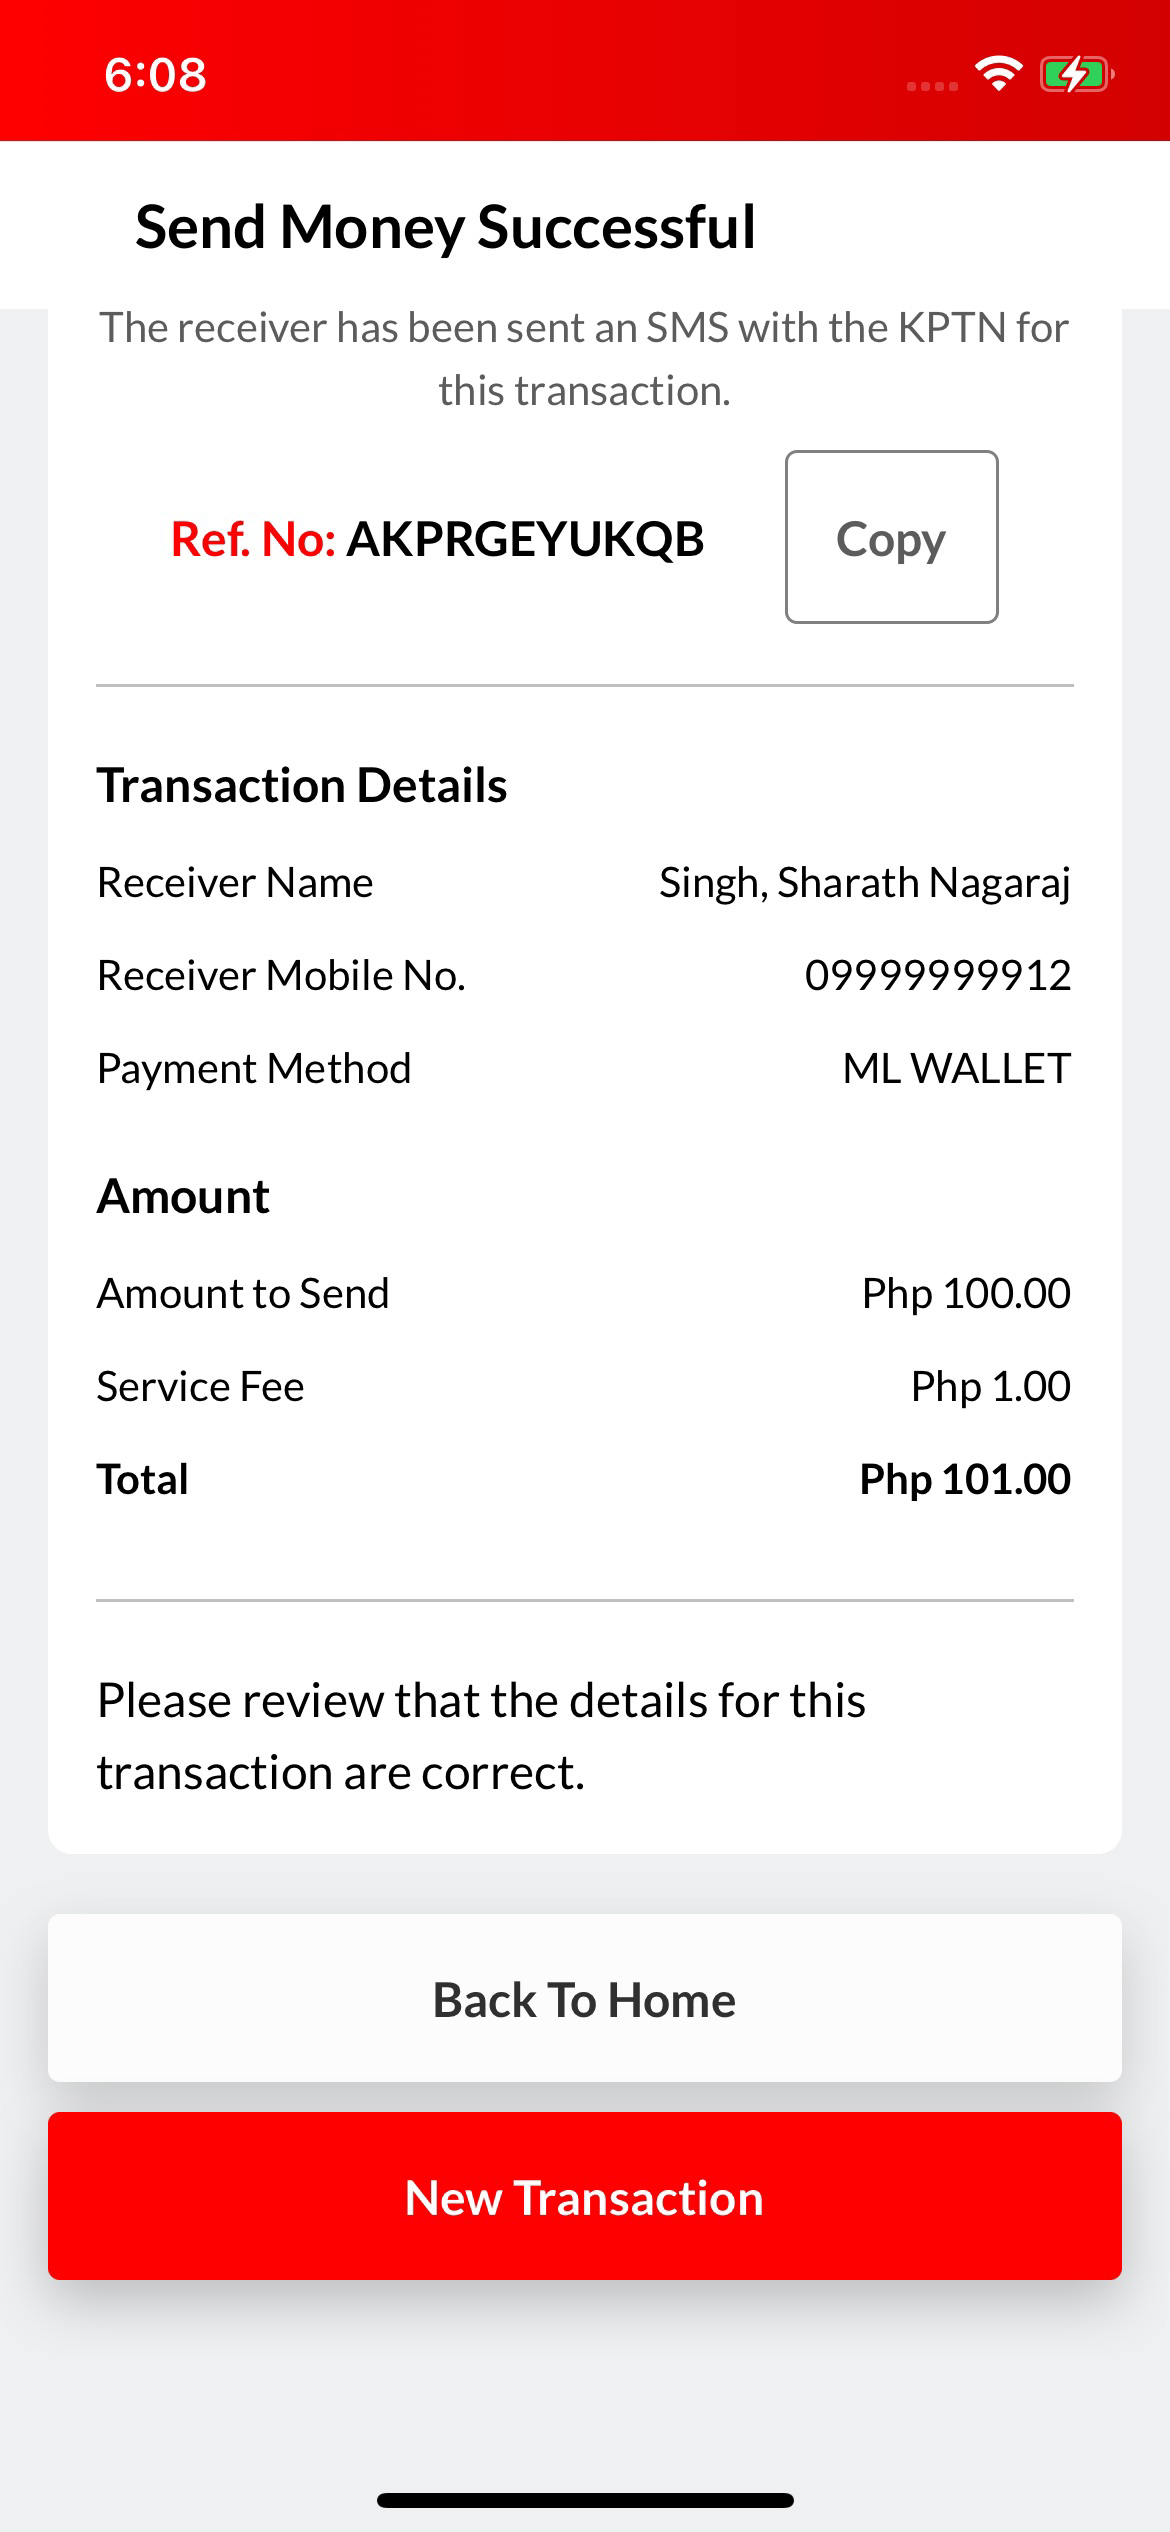 6:08
Send Money Successful
The receiver has been sent an SMS with the KPTN for
this transaction.
Ref. No: AKPRGEYUKQB
Copy
Transaction Details
Receiver Name Singh, Sharath Nagaraj
Receiver Mobile No. 09999999912
Payment Method ML WALLET
Amount
Amount to Send Php 100.00
Service Fee Php 1.00
Total Php 101.00
Please review that the details for this
transaction are correct.
Back To Home
New Transaction